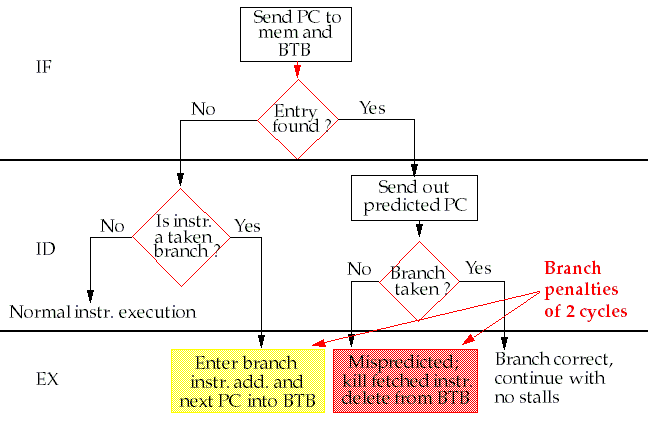 Send PC to
mem and
BTB
IF
No
Entry
found ?
Yes
Send out
predicted PC
No
Is instr.
a taken
branch ?
Yes
ID
No
Branch
taken ?
Yes
Branch
penalties
of 2 cycles
Normal instr. execution
EX
Enter branch
instr. add. and
next PC into BTB
Mispredicted;
kill fetched instr.
delete from BTB
Branch correct,
continue with
no stalls